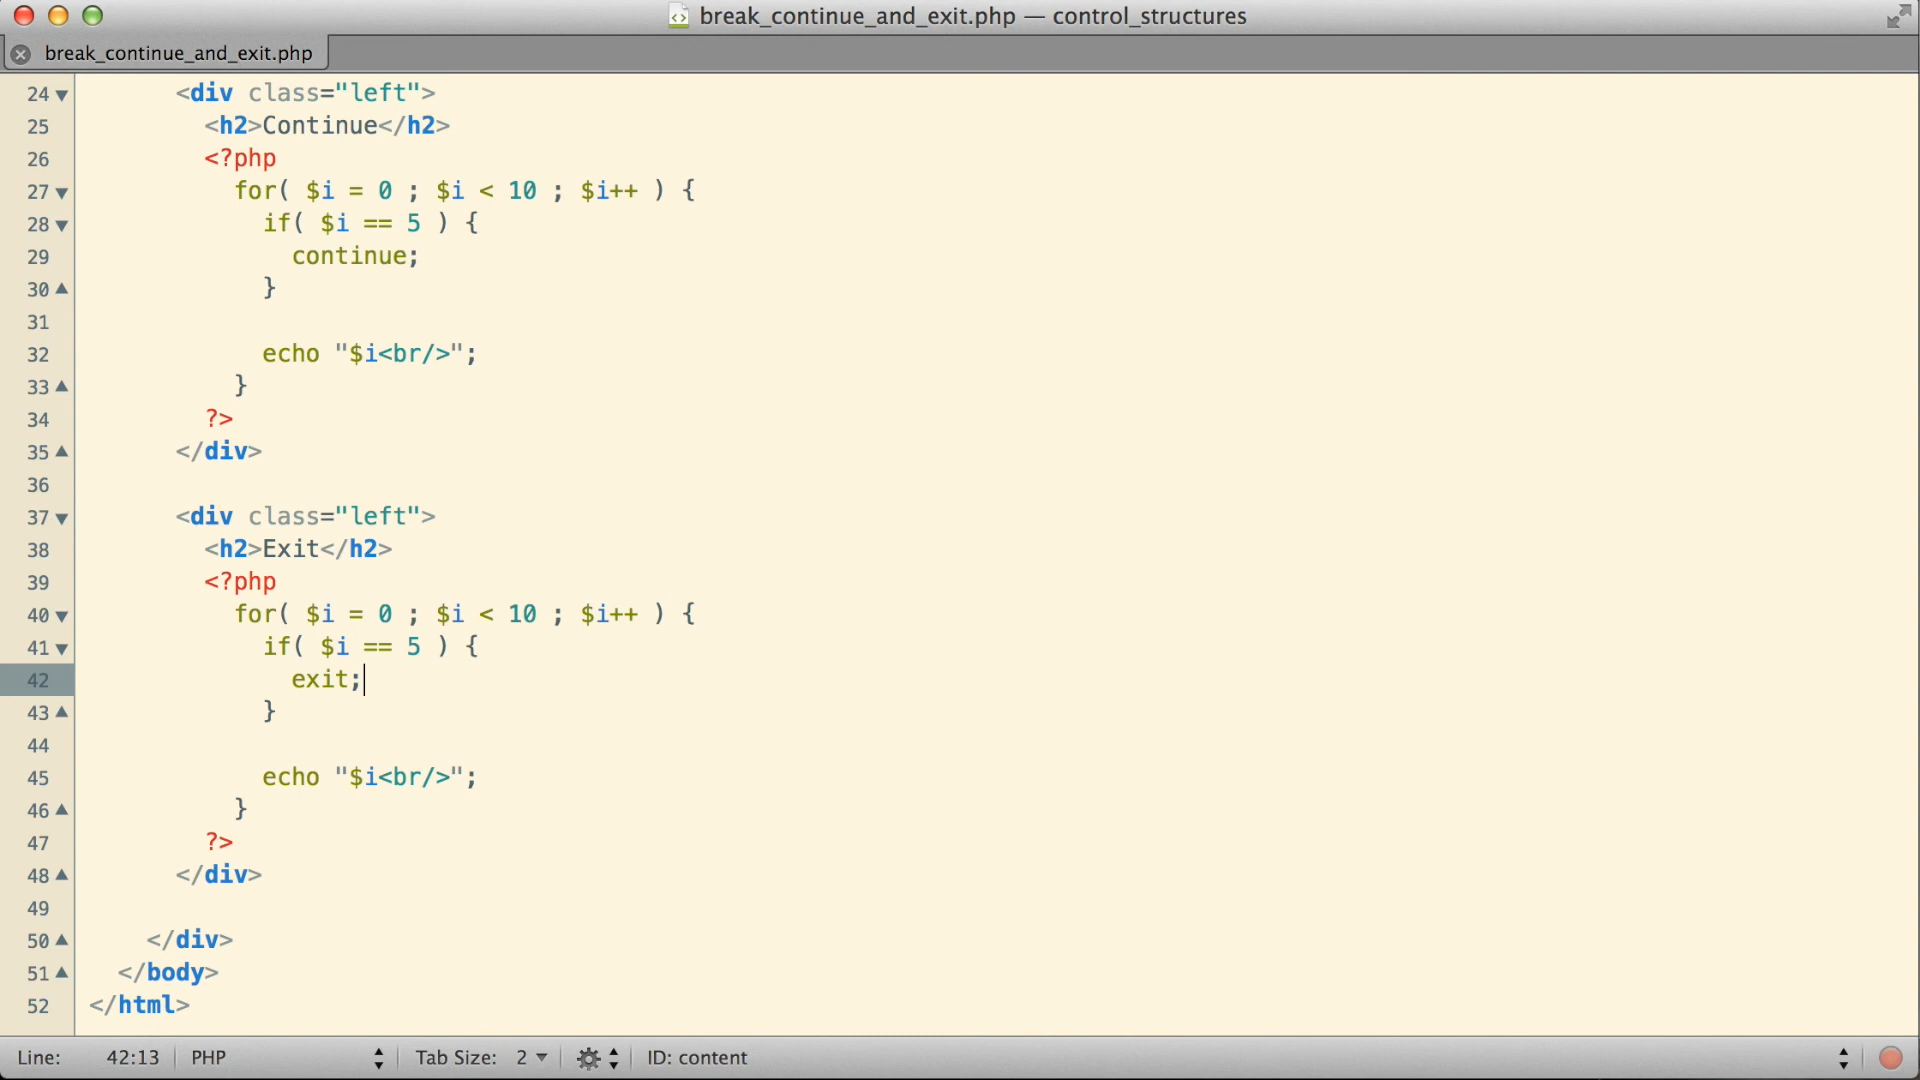 break_continue_and_exit.php — control_structures
break_continue_and_exit.php
24 <div class="left">
25 <h2>Continue</h2>
26 <?php
27 for( $i = 0 ; $i < 10 ; $i++ ) {
28 if( $i == 5 ) {
29 continue;
30 }
31
32 echo "$i<br/>";
33 }
34 ?>
35 </div>
36
37 <div class="left">
38 <h2>Exit</h2>
39 <?php
40 for( $i = 0 ; $i < 10 ; $i++ ) {
41 if( $i == 5 ) {
42 exit;
43 }
44
45 echo "$i<br/>";
46 }
47 ?>
48 </div>
49
50 </div>
51 </body>
52 </html>
Line: 42:13 PHP Tab Size: 2 ID: content